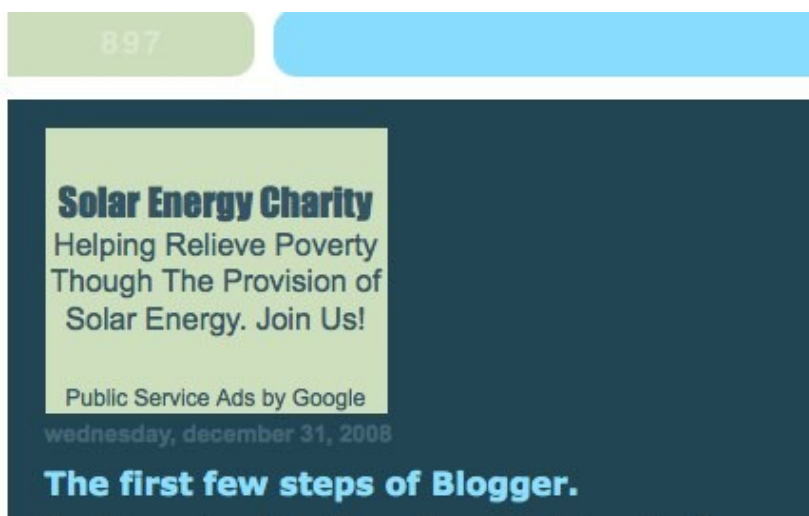 897
Solar Energy Charity
Helping Relieve Poverty
Though The Provision of
Solar Energy. Join Us!
Public Service Ads by Google
wednesday, december 31, 2008
The first few steps of Blogger.